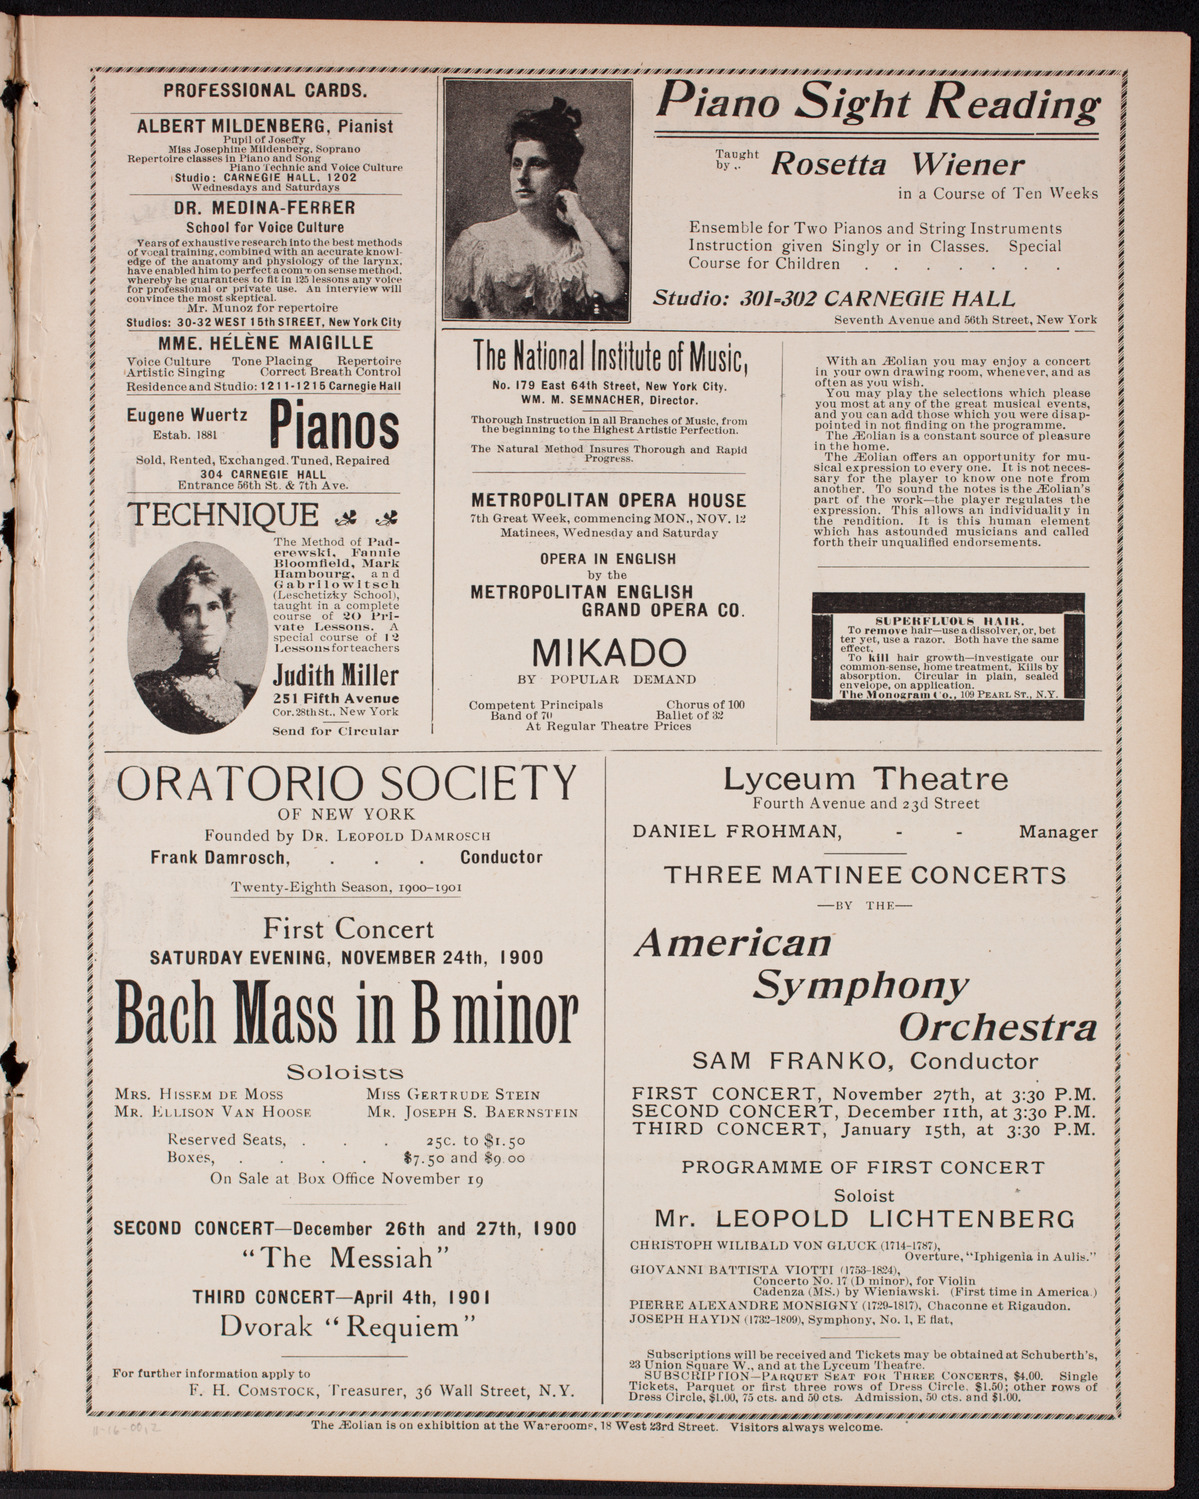 PROFESSIONAL CARDS.
ALBERT MILDENBERG, Pianist
Pupil of Joseffy
Miss Josephine Mildenberg, Soprano
Repertoire classes in Piano and Song
Piano Technic and Voice Culture
Studio: CARNEGIE HALL, 1202
Wednesdays and Saturdays
DR. MEDINA-FERRER
School for Voice Culture
Years of exhaustive research into the best methods
of vocal training, combined with an accurate knowl-
edge of the anatomy and physiology of the larynx,
have enabled him to perfect a common sense method,
whereby he guarantees to fit in 125 lessons any voice
for professional or private use. An interview will
convince the most skeptical.
Mr. Munoz for repertoire
Studios: 30-32 WEST 15th STREET, New York City
MME. HÉLÈNE MAIGILLE
Voice Culture Tone Placing Repertoire
Artistic Singing Correct Breath Control
Residence and Studio: 1211-1215 Carnegie Hall
Eugene Wuertz
Estab. 1881
Pianos
Sold, Rented, Exchanged, Tuned, Repaired
304 CARNEGIE HALL
Entrance 56th St. & 7th Ave.
TECHNIQUE
The Method of Pad-
erewski, Fannie
Bloomfield, Mark
Hambourg, and
Gabrilowitsch
(Leschetizky School),
taught in a complete
course of 20 Pri-
vate Lessons. A
special course of 12
Lessons for teachers
Judith Miller
251 Fifth Avenue
Cor. 28th St., New York
Send for Circular
Piano Sight Reading
Taught
by..
Rosetta Wiener
in a Course of Ten Weeks
Ensemble for Two Pianos and String Instruments
Instruction given Singly or in Classes. Special
Course for Children . . . . . . .
Studio: 301-302 CARNEGIE HALL
Seventh Avenue and 56th Street, New York
The National Institute of Music,
No. 179 East 64th Street, New York City.
WM. M. SEMNACHER, Director.
Thorough Instruction in all Branches of Music, from
the beginning to the Highest Artistic Perfection.
The Natural Method Insures Thorough and Rapid
Progress.
METROPOLITAN OPERA HOUSE
7th Great Week, commencing MON., NOV. 12
Matinees, Wednesday and Saturday
OPERA IN ENGLISH
by the
METROPOLITAN ENGLISH
GRAND OPERA CO.
MIKADO
BY POPULAR DEMAND
Competent Principals Chorus of 100
Band of 70 Ballet of 32
At Regular Theatre Prices
With an Æolian you may enjoy a concert
in your own drawing room, whenever, and as
often as you wish.
You may play the selections which please
you most at any of the great musical events,
and you can add those which you were disap-
pointed in not finding on the programme.
The Æolian is a constant source of pleasure
in the home.
The Æolian offers an opportunity for mu-
sical expression to every one. It is not neces-
sary for the player to know one note from
another. To sound the notes is the Æolian's
part of the work—the player regulates the
expression. This allows an individuality in
the rendition. It is this human element
which has astounded musicians and called
forth their unqualified endorsements.
SUPERFLUOUS HAIR.
To remove hair—use a dissolver, or, bet
ter yet, use a razor. Both have the same
effect.
To kill hair growth—investigate our
common-sense, home treatment. Kills by
absorption. Circular in plain, sealed
envelope, on application.
The Monogram Co., 109 PEARL ST., N.Y.
ORATORIO SOCIETY
OF NEW YORK
Founded by DR. LEOPOLD DAMROSCH
Frank Damrosch, . . . Conductor
Twenty-Eighth Season, 1900-1901
First Concert
SATURDAY EVENING, NOVEMBER 24th, 1900
Bach Mass in B minor
Soloists
MRS. HISSEM DE MOSS MISS GERTRUDE STEIN
MR. ELLISON VAN HOOSE MR. JOSEPH S. BAERNSTEIN
Reserved Seats, . . . 25c. to $1.50
Boxes, . . . . $7.50 and $9.00
On Sale at Box Office November 19
SECOND CONCERT—December 26th and 27th, 1900
"The Messiah"
THIRD CONCERT—April 4th, 1901
Dvorak "Requiem"
For further information apply to
F. H. COMSTOCK, Treasurer, 36 Wall Street, N.Y.
Lyceum Theatre
Fourth Avenue and 23d Street
DANIEL FROHMAN, - - Manager
THREE MATINEE CONCERTS
—BY THE—
American
Symphony
Orchestra
SAM FRANKO, Conductor
FIRST CONCERT, November 27th, at 3:30 P.M.
SECOND CONCERT, December 11th, at 3:30 P.M.
THIRD CONCERT, January 15th, at 3:30 P.M.
PROGRAMME OF FIRST CONCERT
Soloist
Mr. LEOPOLD LICHTENBERG
CHRISTOPH WILIBALD VON GLUCK (1714-1787),
Overture, "Iphigenia in Aulis."
GIOVANNI BATTISTA VIOTTI (1753-1824),
Concerto No. 17 (D minor), for Violin
Cadenza (MS.) by Wieniawski. (First time in America.)
PIERRE ALEXANDRE MONSIGNY (1729-1817), Chaconne et Rigaudon.
JOSEPH HAYDN (1732-1809), Symphony, No. 1, E flat,
Subscriptions will be received and Tickets may be obtained at Schuberth's,
23 Union Square W., and at the Lyceum Theatre.
SUBSCRIPTION—PARQUET SEAT FOR THREE CONCERTS, $4.00. Single
Tickets, Parquet or first three rows of Dress Circle, $1.50; other rows of
Dress Circle, $1.00, 75 cts. and 50 cts. Admission, 50 cts. and $1.00.
The Æolian is on exhibition at the Warerooms, 18 West 23rd Street. Visitors always welcome.
11-16-00,2